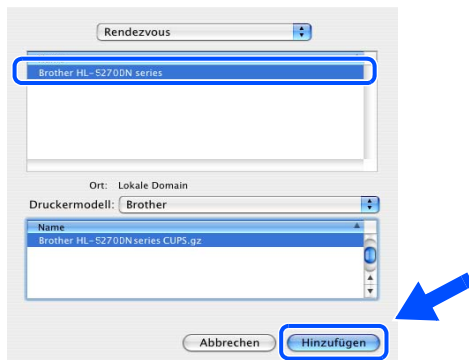 Rendezvous
Brother HL-5270DN series
Ort: Lokale Domain
Druckermodell: Brother
Name
Brother HL-5270DN series CUPS.gz
Abbrechen Hinzufügen